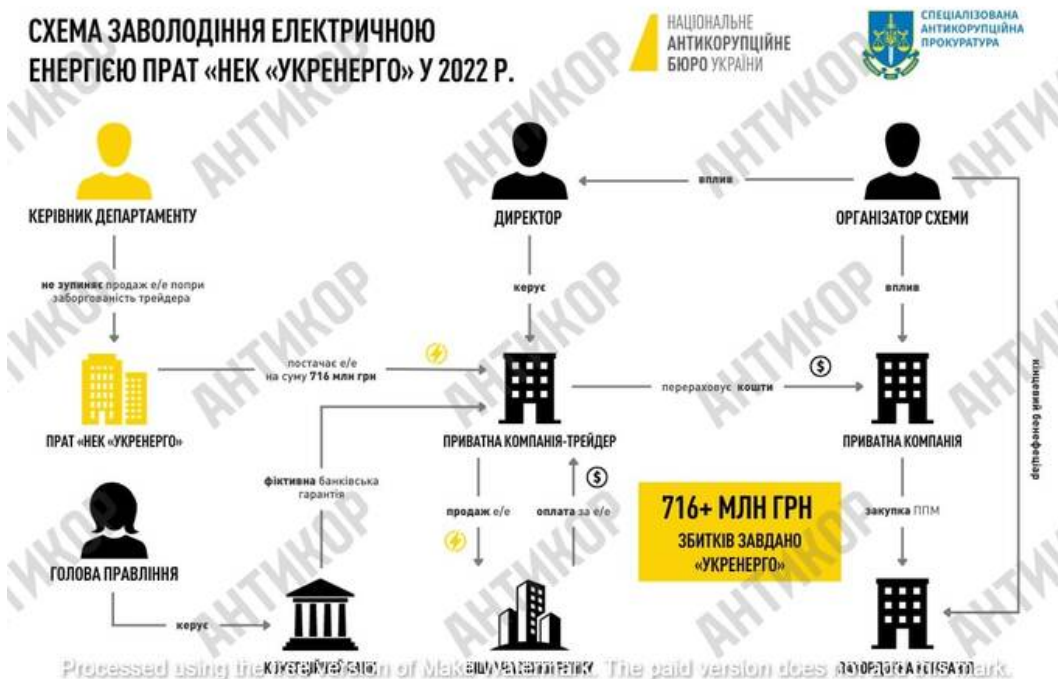 СХЕМА ЗАВОЛОДІННЯ ЕЛЕКТРИЧНОЮ
ЕНЕРГІЄЮ ПРАТ «НЕК «УКРЕНЕРГО» У 2022 Р.
НАЦІОНАЛЬНЕ
АНТИКОРУПЦІЙНЕ
БЮРО УКРАЇНИ
СПЕЦІАЛІЗОВАНА
АНТИКОРУПЦІЙНА
ПРОКУРАТУРА
АНТИКОР
КЕРІВНИК ДЕПАРТАМЕНТУ
ДИРЕКТОР
вплив
ОРГАНІЗАТОР СХЕМИ
не зупиняє продаж е/е попри
заборгованість трейдера
керує
вплив
кінцевий бенефеціар
постачає е/е
на суму 716 млн грн
перераховує кошти
ПРАТ «НЕК «УКРЕНЕРГО»
ПРИВАТНА КОМПАНІЯ-ТРЕЙДЕР
ПРИВАТНА КОМПАНІЯ
фіктивна банківська
гарантія
продаж е/е
оплата за е/е
716+ МЛН ГРН
ЗБИТКІВ ЗАВДАНО
«УКРЕНЕРГО»
закупка ППМ
ГОЛОВА ПРАВЛІННЯ
керує
Processed using the version of The paid version does